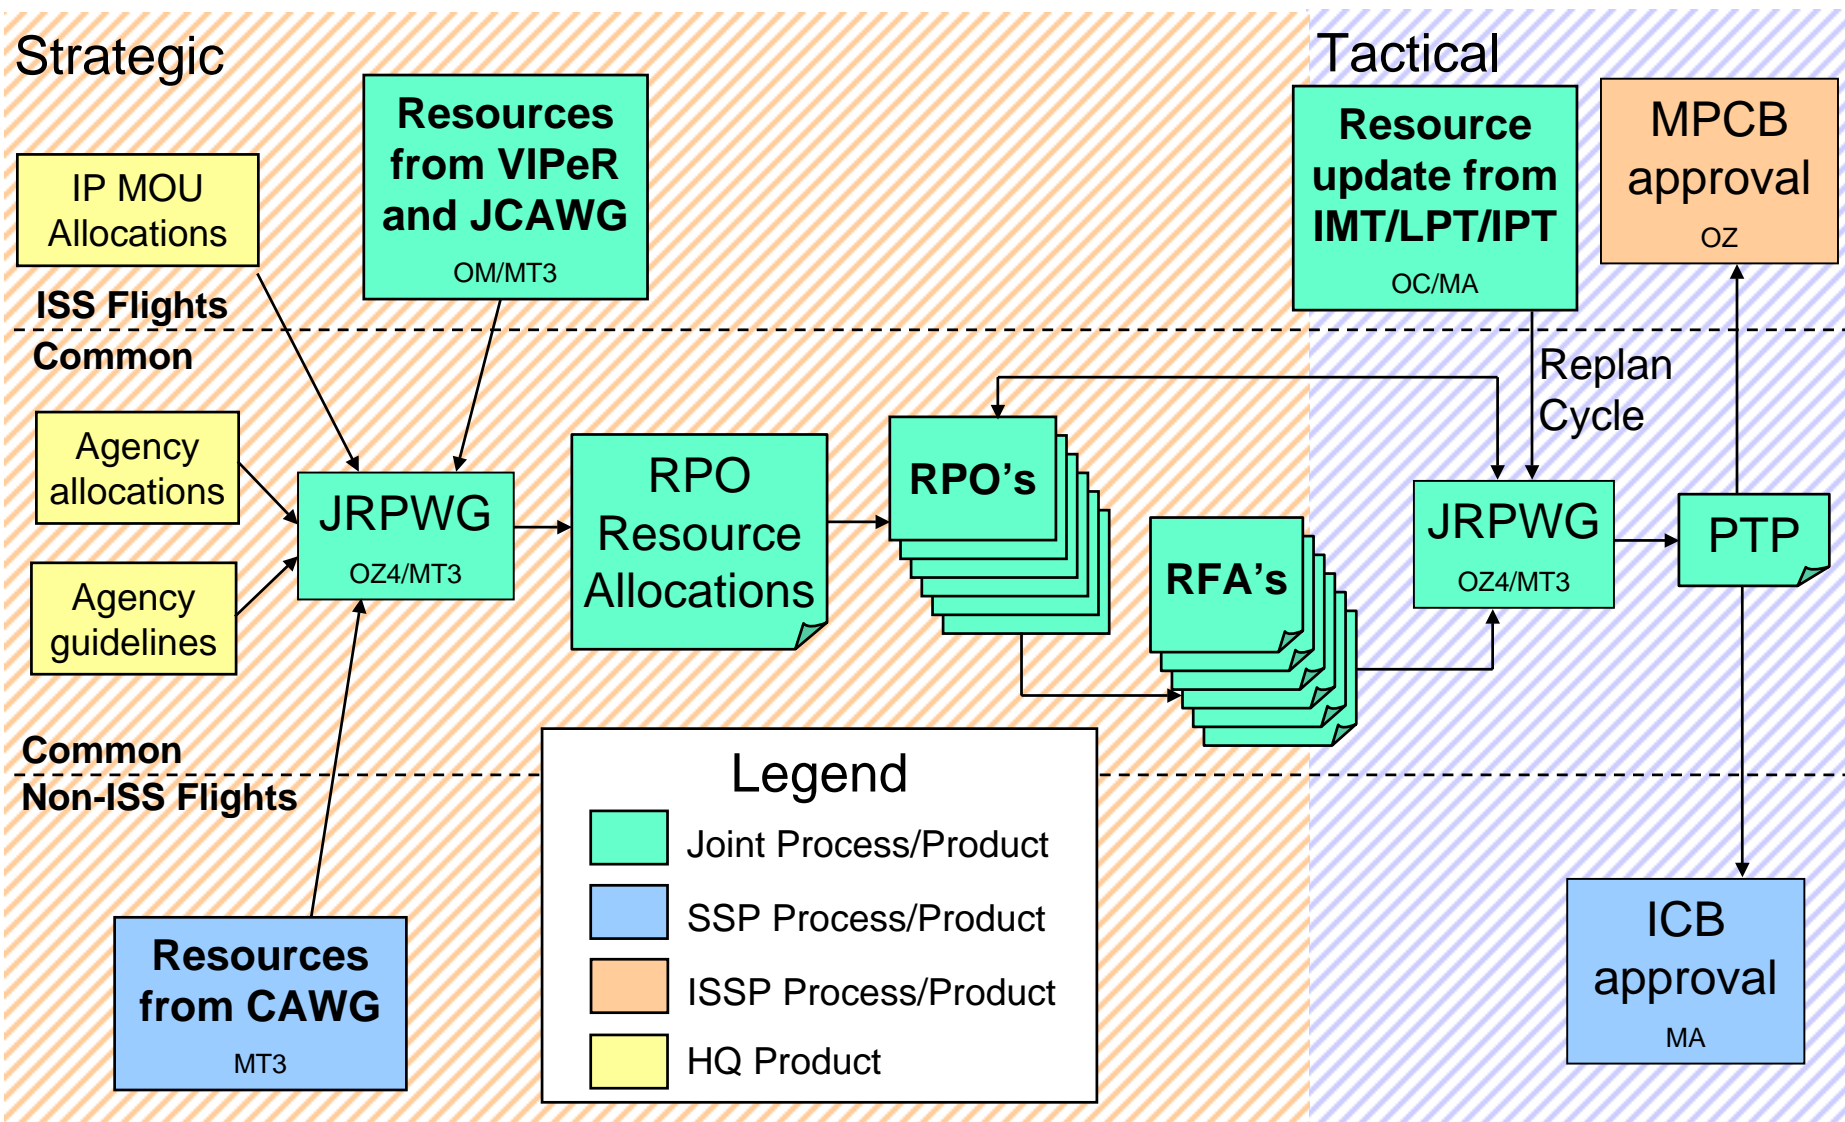 Strategic
Tactical
Resources
from VIPeR
and JCAWG
OM/MT3
Resource
update from
IMT/LPT/IPT
OC/MA
MPCB
approval
OZ
IP MOU
Allocations
ISS Flights
Common
Replan
Cycle
Agency
allocations
Agency
guidelines
JRPWG
OZ4/MT3
RPO
Resource
Allocations
RPO's
RFA's
JRPWG
OZ4/MT3
PTP
Common
Non-ISS Flights
Legend
Joint Process/Product
SSP Process/Product
ISSP Process/Product
HQ Product
Resources
from CAWG
MT3
ICB
approval
MA